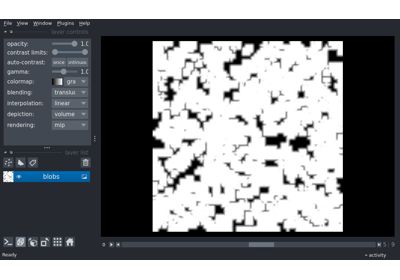 File View Window Plugins Help
layer controls
opacity: 1.0
contrast limits:
auto-contrast: once continuous
gamma: 1.0
colormap: gra
blending: translu
interpolation: linear
depiction: volume
rendering: mip
layer list
blobs
Ready
activity